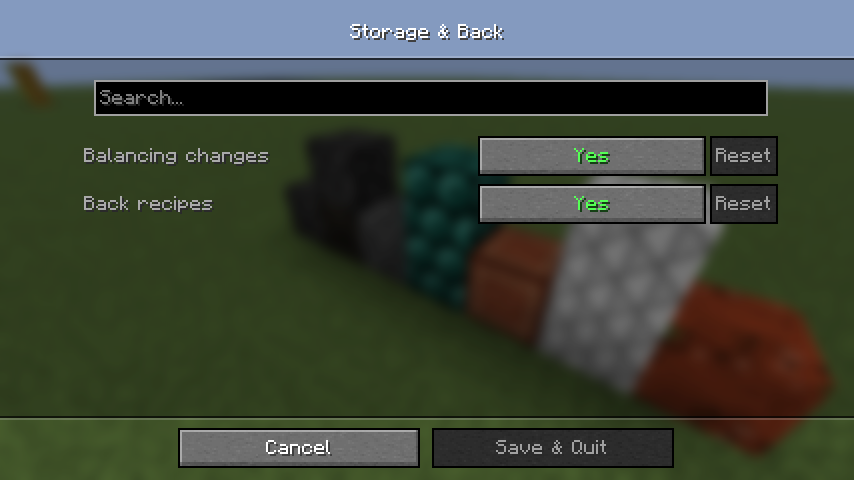 Storage & Back
Search...
Balancing changes Yes Reset
Back recipes Yes Reset
Cancel Save & Quit